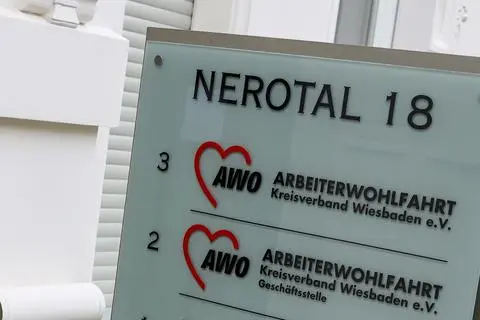 NEROTAL 18
3
AWO
ARBEITERWOHLFAHRT
Kreisverband Wiesbaden e.V.
2
AWO
ARBEITERWOHLFAHRT
Kreisverband Wiesbaden e.V.
Geschäftsstelle